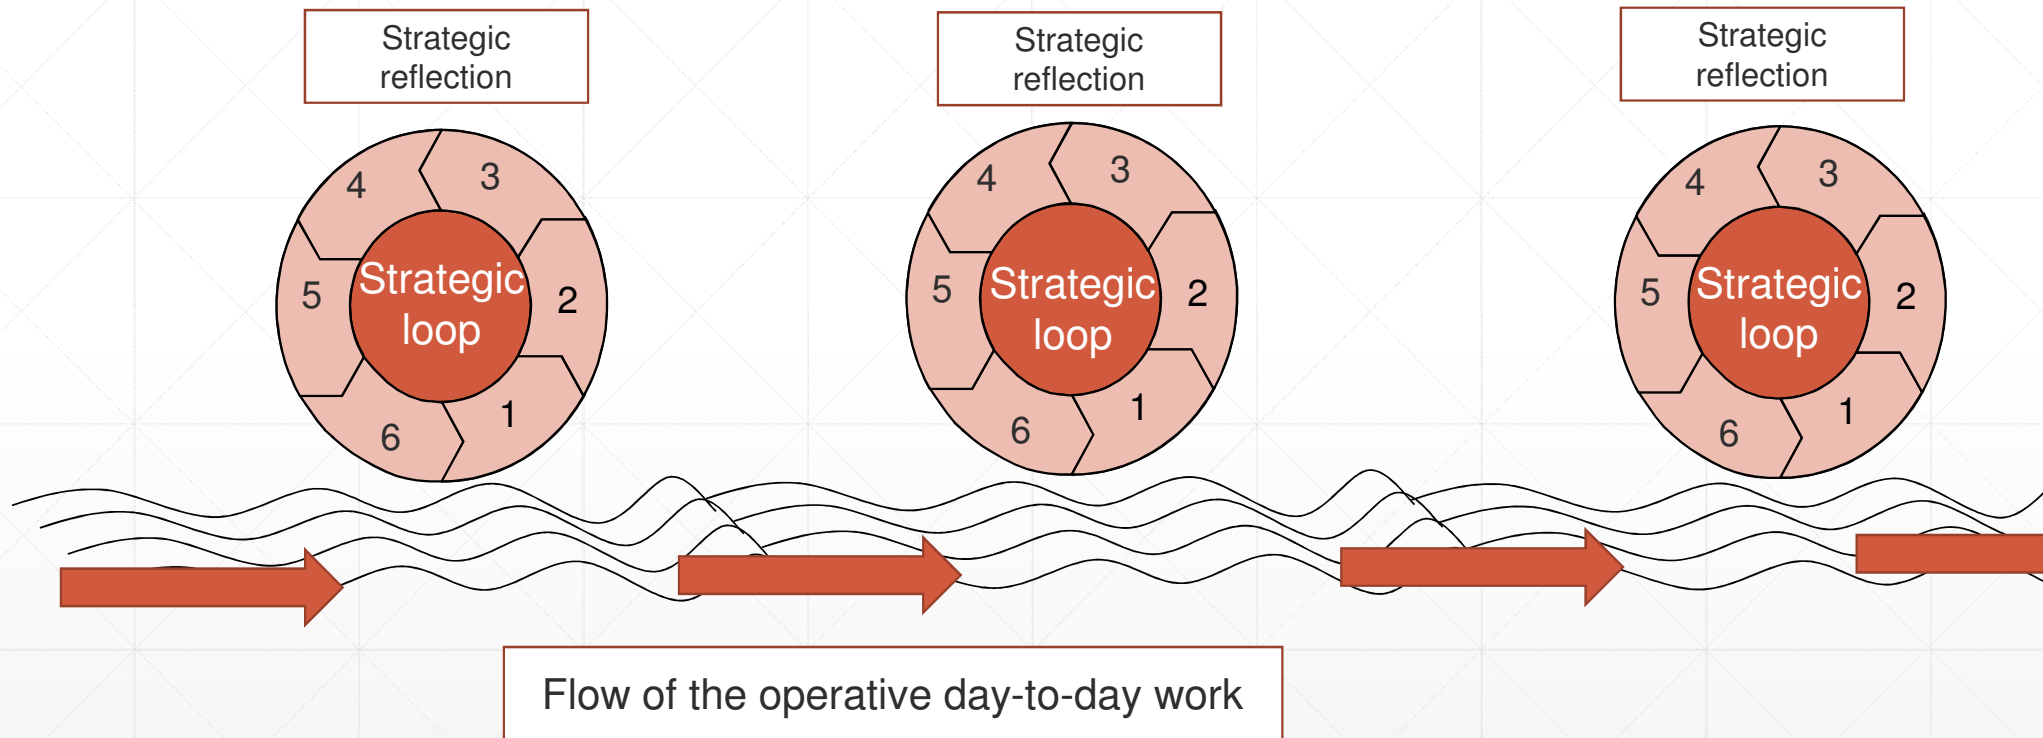 Strategic
reflection
Strategic
reflection
Strategic
reflection
4
3
5
Strategic
loop
2
6
1
4
3
5
Strategic
loop
2
6
1
4
3
5
Strategic
loop
2
6
1
Flow of the operative day-to-day work